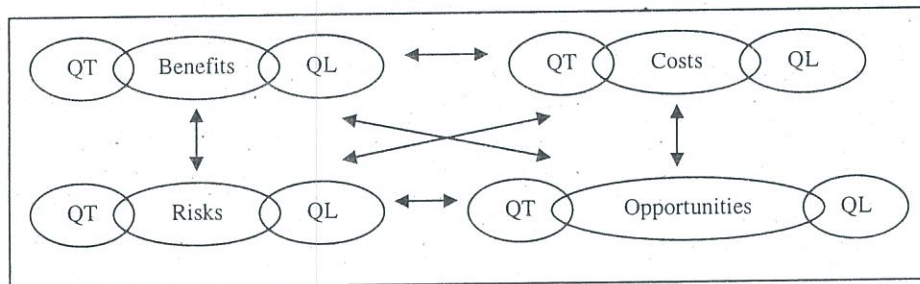 QT Benefits QL QT Costs QL
QT Risks QL QT Opportunities QL